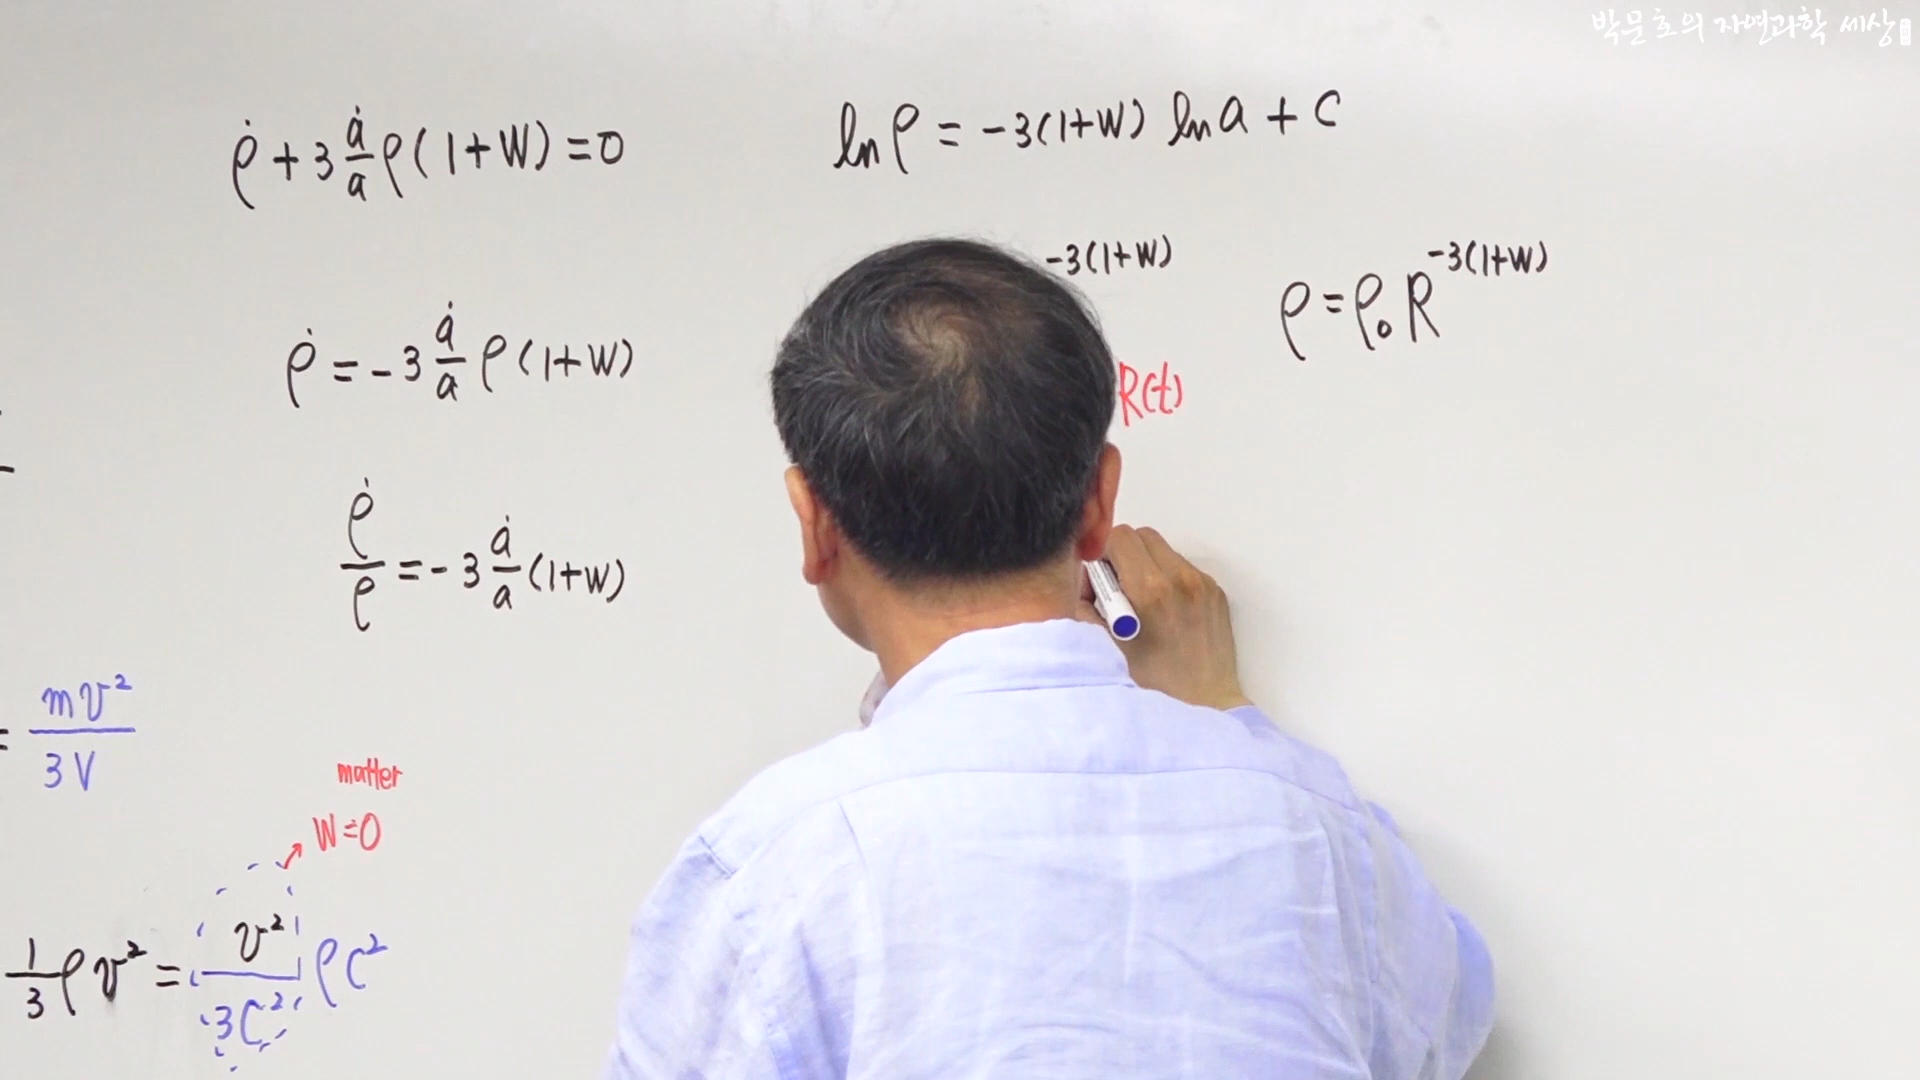 박문호의 자연과학 세상
ρ̇ + 3 ȧ/a ρ(1+W) = 0
ρ̇ = -3 ȧ/a ρ(1+W)
ρ̇/ρ = -3 ȧ/a (1+W)
= mv²/3V
matter
W=0
1/3 ρv² = v²/3C² ρC²
ln ρ = -3(1+W) ln a + C
-3(1+W)
R(t)
ρ = ρ₀ R^-3(1+W)